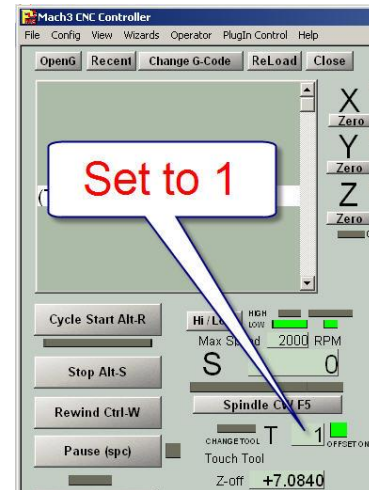 Mach3 CNC Controller
File Config View Wizards Operator PlugIn Control Help
OpenG Recent Change G-Code ReLoad Close
X
Zero
Y
Zero
Z
Zero
Set to 1
Cycle Start Alt-R
Hi / Lo
HIGH
LOW
Max Speed 2000 RPM
S 0
Stop Alt-S
Spindle CW F5
Rewind Ctrl-W
CHANGE TOOL T 1 OFFSET ON
Pause (spc)
Touch Tool
Z-off +7.0840